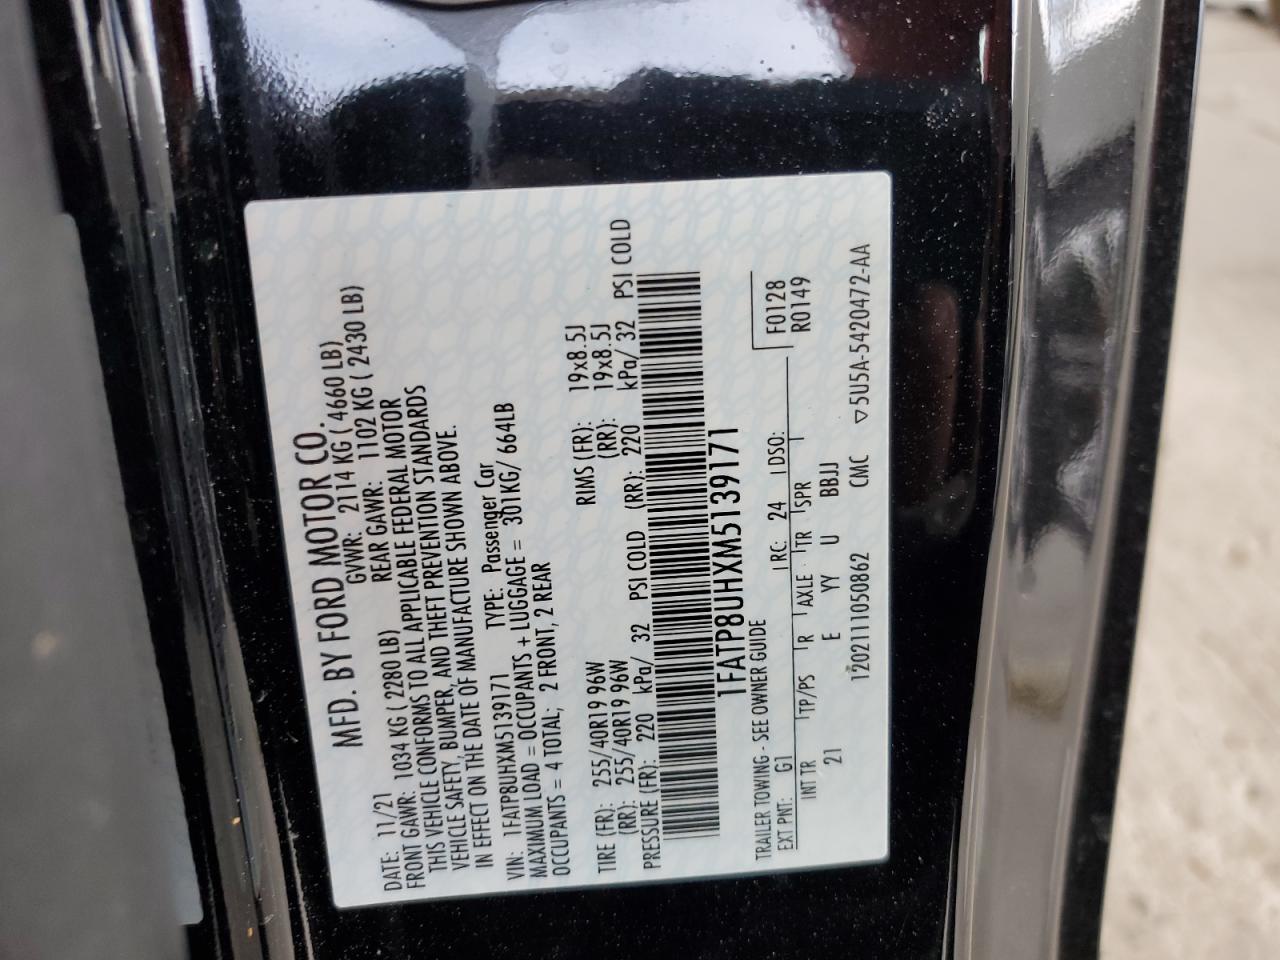 MFD. BY FORD MOTOR CO.
DATE: 11/21 GVWR: 2114 KG ( 4660 LB)
FRONT GAWR: 1034 KG ( 2280 LB) REAR GAWR: 1102 KG ( 2430 LB)
THIS VEHICLE CONFORMS TO ALL APPLICABLE FEDERAL MOTOR
VEHICLE SAFETY, BUMPER, AND THEFT PREVENTION STANDARDS
IN EFFECT ON THE DATE OF MANUFACTURE SHOWN ABOVE.
VIN: 1FATP8UHXM5139171 TYPE: Passenger Car
MAXIMUM LOAD = OCCUPANTS + LUGGAGE = 301KG/ 664LB
OCCUPANTS = 4 TOTAL; 2 FRONT, 2 REAR
TIRE (FR): 255/40R19 96W RIMS (FR): 19x8.5J
(RR): 255/40R19 96W (RR): 19x8.5J
PRESSURE (FR): 220 kPa/ 32 PSI COLD (RR): 220 kPa/ 32 PSI COLD
1FATP8UHXM5139171
TRAILER TOWING - SEE OWNER GUIDE F0128
EXT PNT: G1 RC: 24 DSO: R0149
INT TR TP/PS R AXLE TR SPR
21 E YY U BBJJ
1202111050862 CMC ▽5U5A-5420472-AA